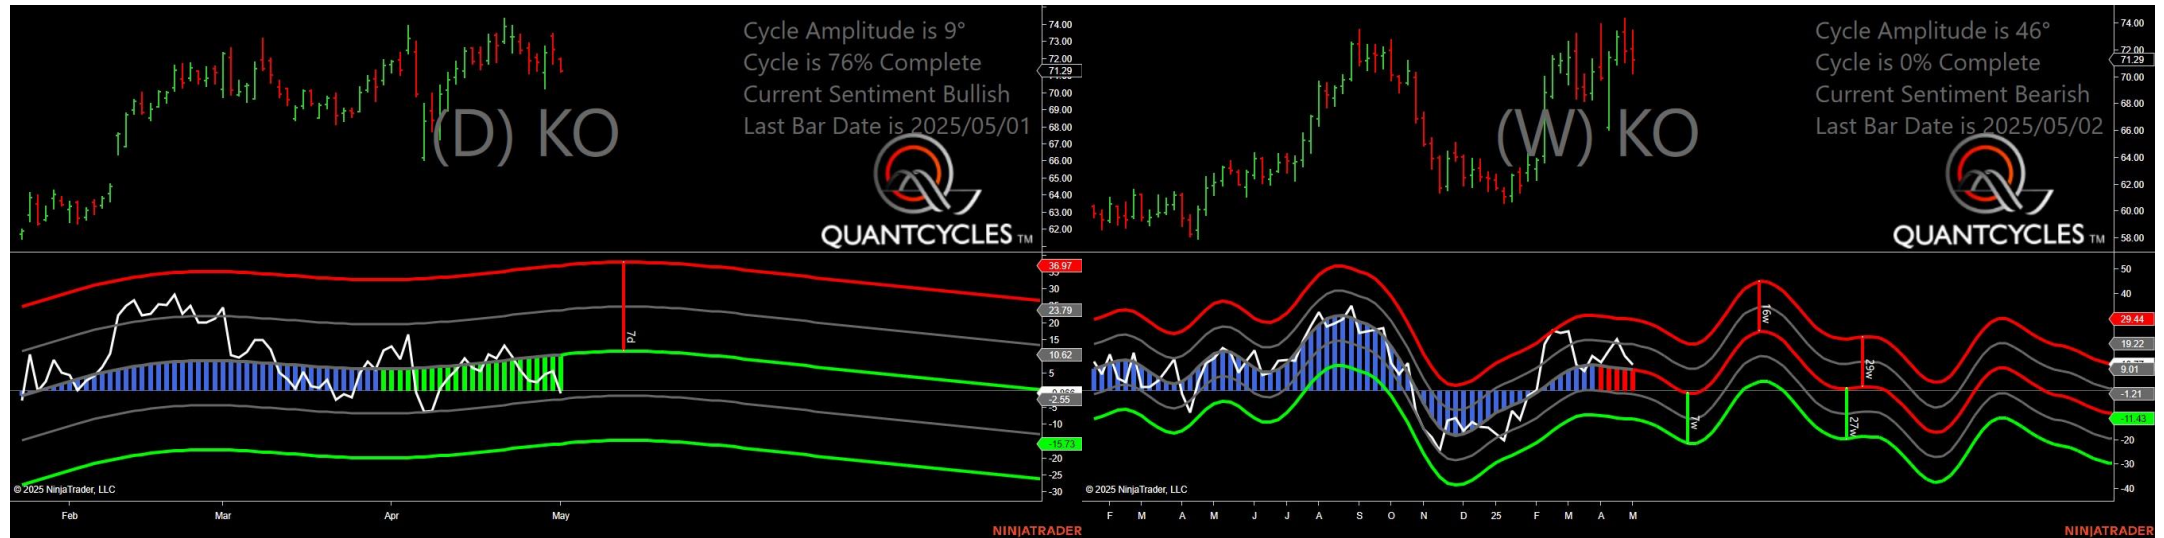 Cycle Amplitude is 9°
Cycle is 76% Complete
Current Sentiment Bullish
Last Bar Date is 2025/05/01
(D) KO
QUANTCYCLES TM
74.00
73.00
72.00
71.29
70.00
69.00
68.00
67.00
66.00
65.00
64.00
63.00
62.00
36.97
30
23.79
20
15
10.62
5
-2.55
-10
-15.73
-20
-25
-30
7d
© 2025 NinjaTrader, LLC
Feb Mar Apr May
NINJATRADER
Cycle Amplitude is 46°
Cycle is 0% Complete
Current Sentiment Bearish
Last Bar Date is 2025/05/02
(W) KO
QUANTCYCLES TM
74.00
72.00
71.29
70.00
68.00
66.00
64.00
62.00
60.00
58.00
50
40
29.44
19.22
9.01
-1.21
-11.43
-20
-30
-40
16w
29w
7w
27w
© 2025 NinjaTrader, LLC
F M A M J J A S O N D 25 F M A M
NINJATRADER